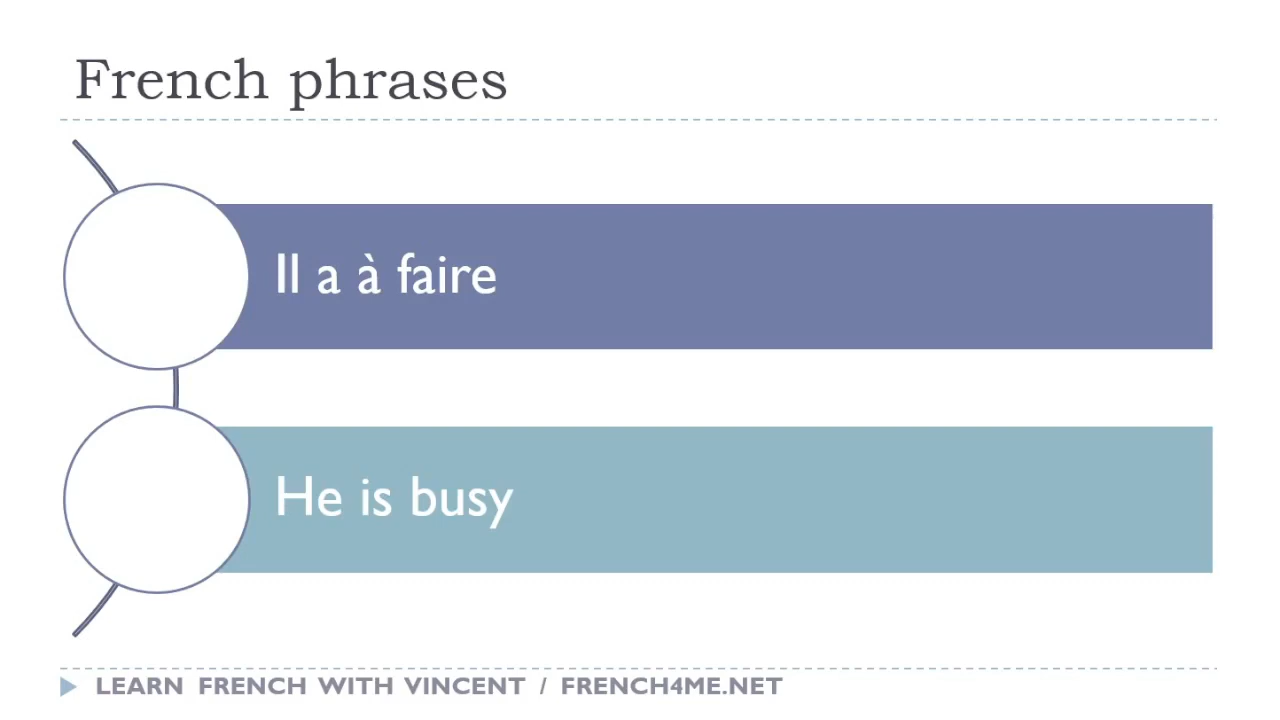 French phrases
Il a à faire
He is busy
LEARN FRENCH WITH VINCENT / FRENCH4ME.NET